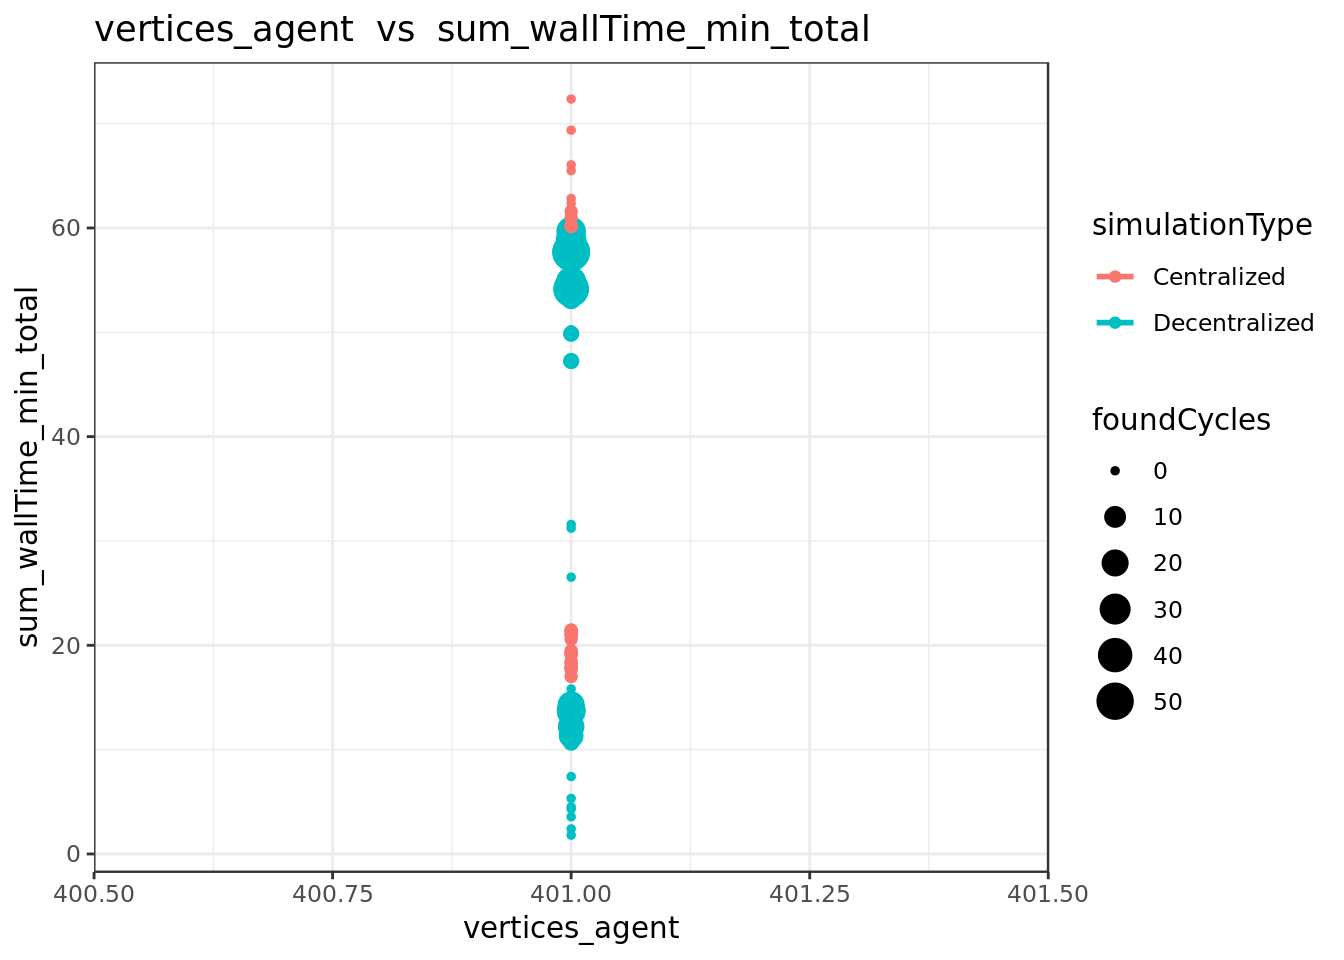 vertices_agent  vs  sum_wallTime_min_total
sum_wallTime_min_total
60
40
20
0
400.50
400.75
401.00
401.25
401.50
vertices_agent
simulationType
Centralized
Decentralized
foundCycles
0
10
20
30
40
50